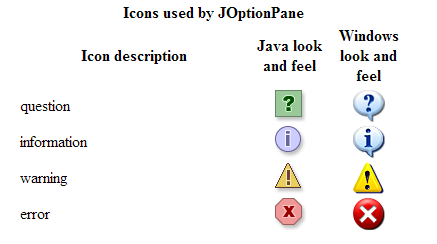 Icons used by JOptionPane
Icon description
Java look
and feel
Windows
look and
feel
question ? ?
information i i
warning ! !
error X X